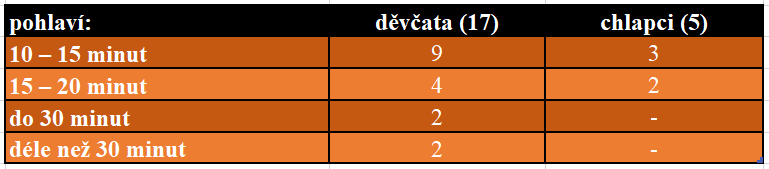 pohlaví: děvčata (17) chlapci (5)
10 – 15 minut 9 3
15 – 20 minut 4 2
do 30 minut 2 -
déle než 30 minut 2 -